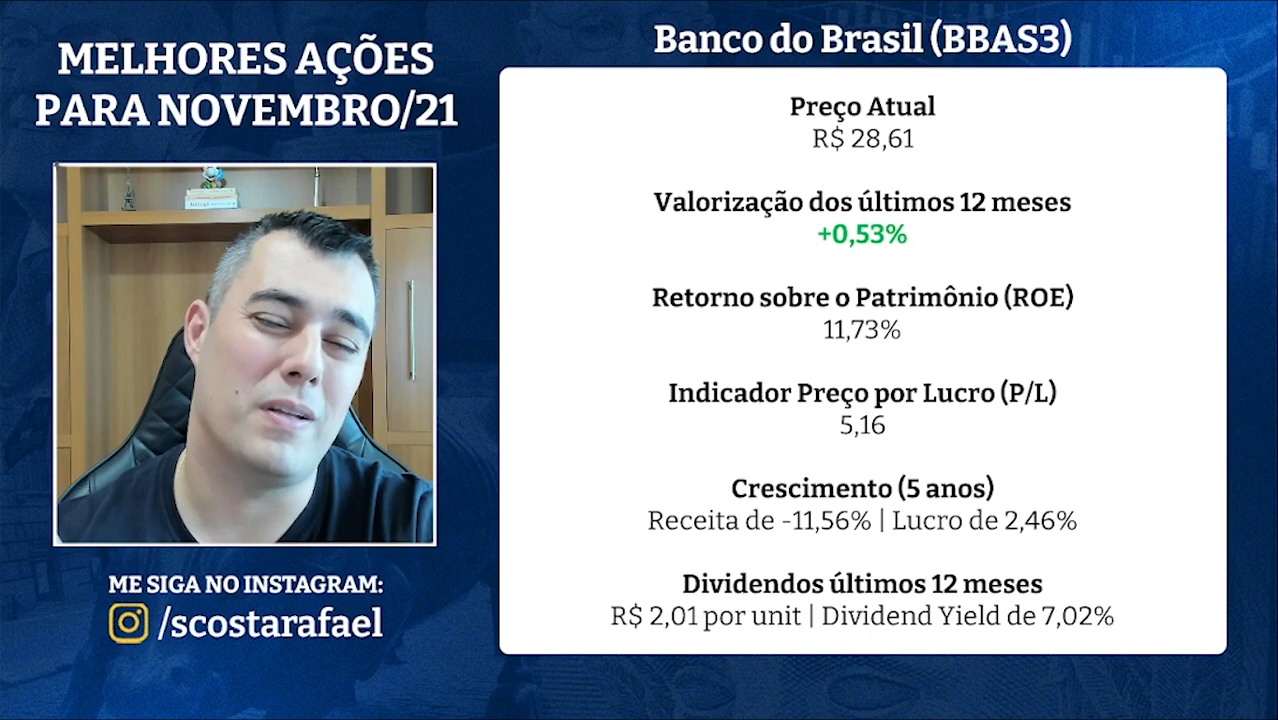 MELHORES AÇÕES
PARA NOVEMBRO/21
ME SIGA NO INSTAGRAM:
/scostarafael
Banco do Brasil (BBAS3)
Preço Atual
R$ 28,61
Valorização dos últimos 12 meses
+0,53%
Retorno sobre o Patrimônio (ROE)
11,73%
Indicador Preço por Lucro (P/L)
5,16
Crescimento (5 anos)
Receita de -11,56% | Lucro de 2,46%
Dividendos últimos 12 meses
R$ 2,01 por unit | Dividend Yield de 7,02%